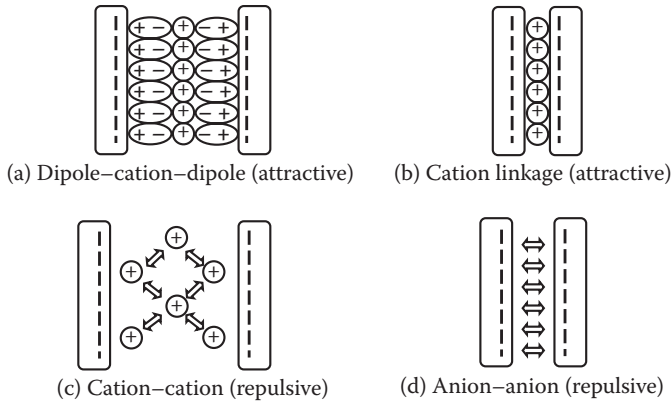 (a) Dipole–cation–dipole (attractive)
(b) Cation linkage (attractive)
(c) Cation–cation (repulsive)
(d) Anion–anion (repulsive)